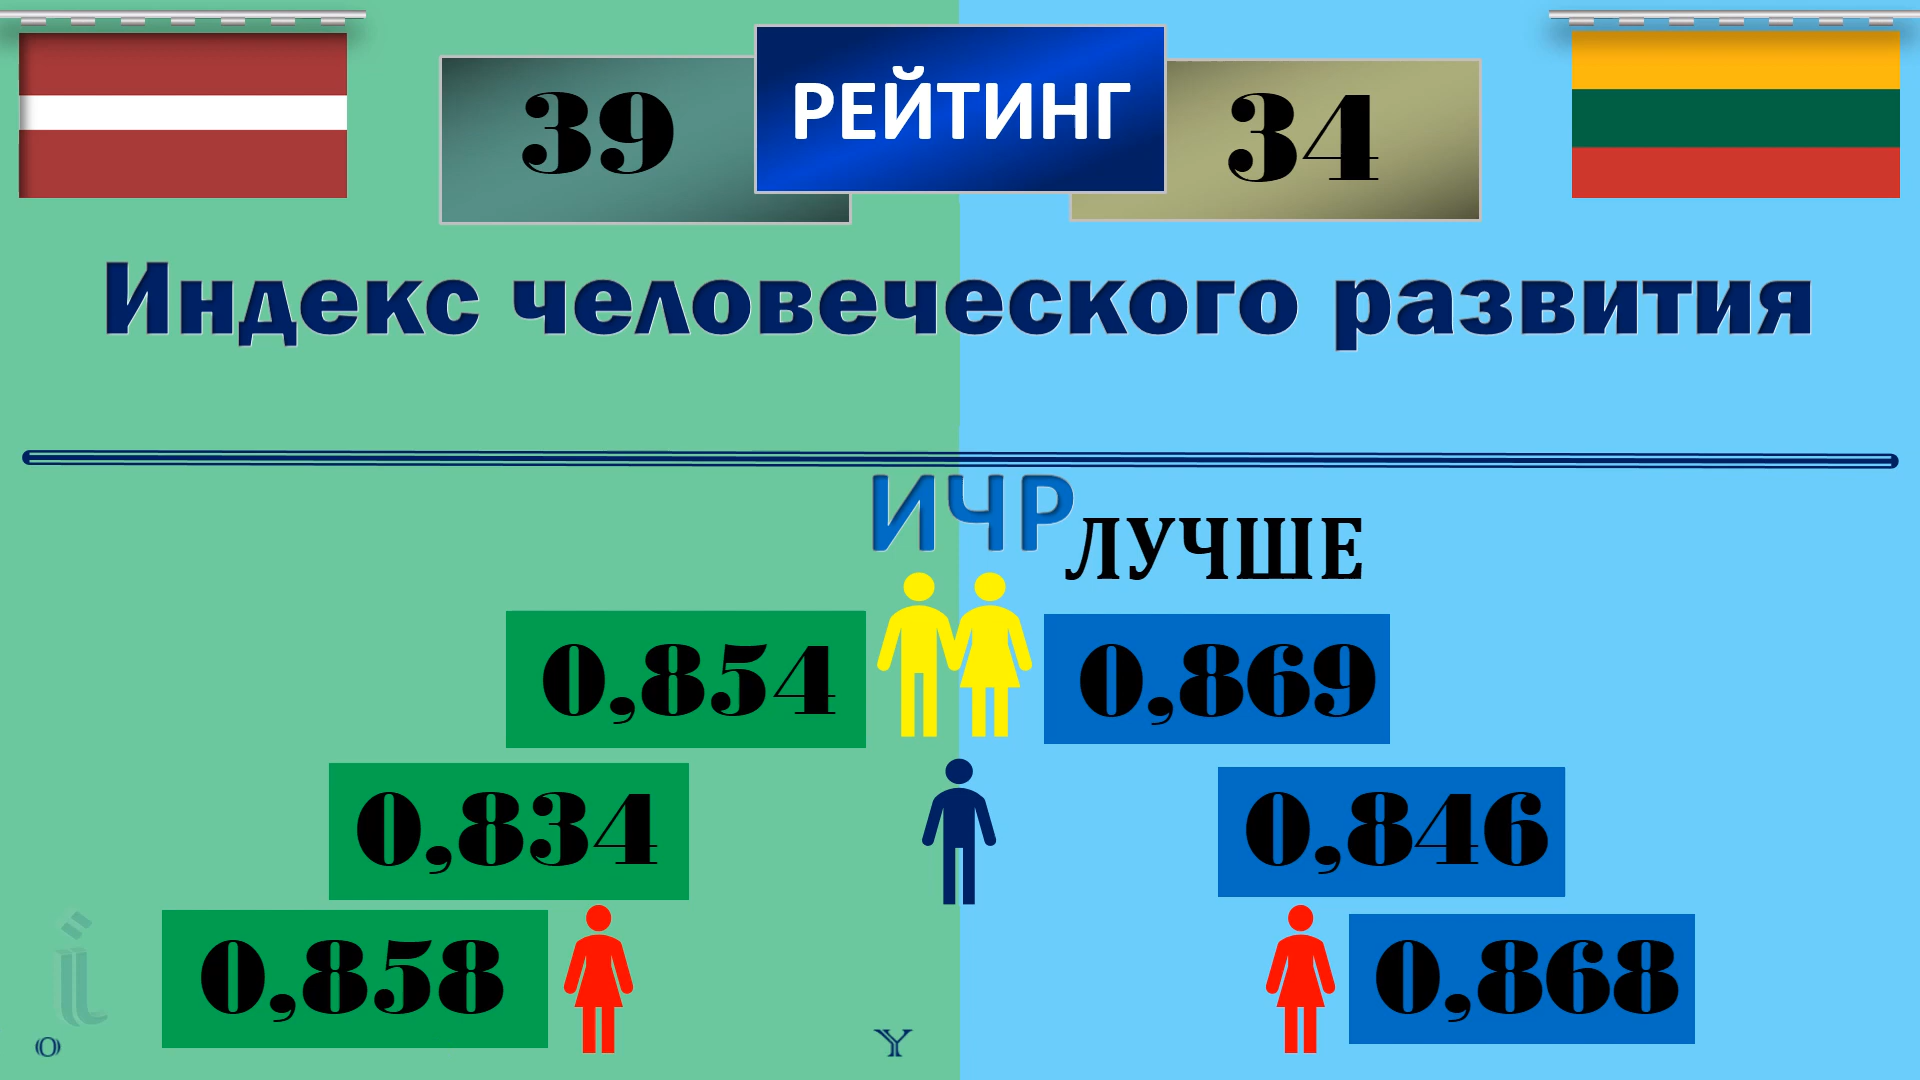 39 РЕЙТИНГ 34
Индекс человеческого развития
ИЧР
ЛУЧШЕ
0,854 0,869
0,834 0,846
0,858 0,868
O Y